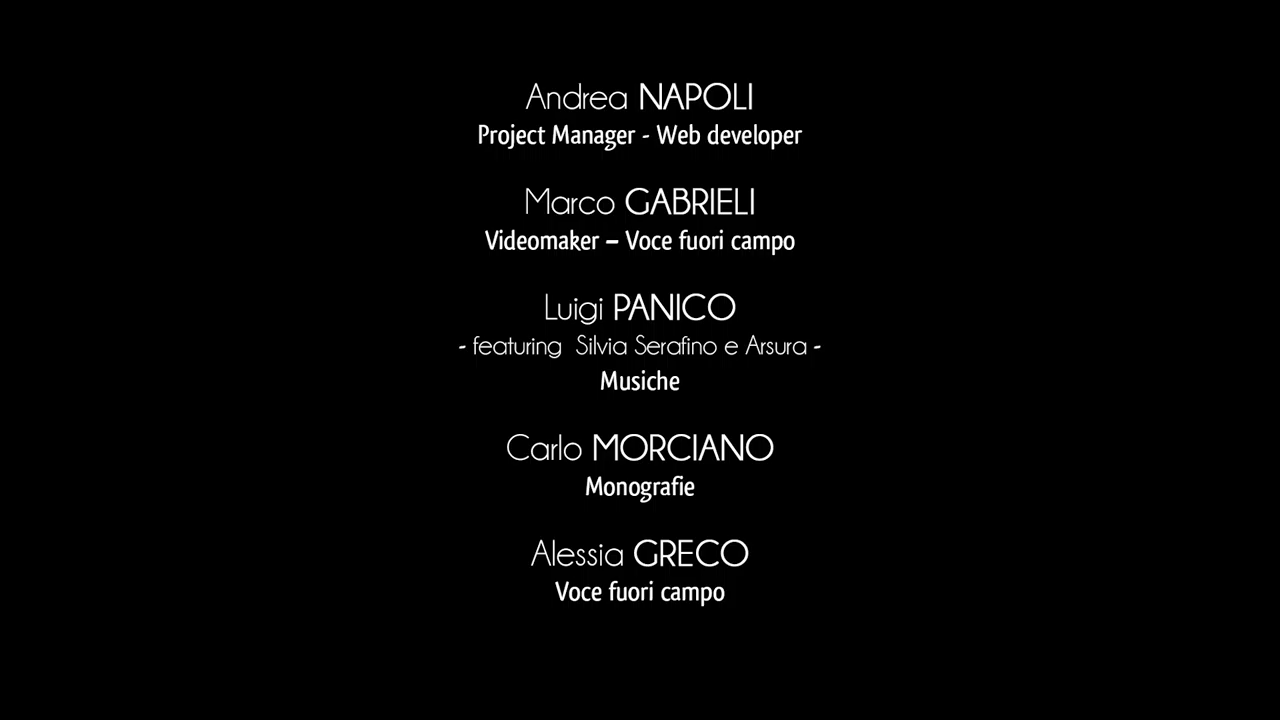 Andrea NAPOLI
Project Manager - Web developer
Marco GABRIELI
Videomaker – Voce fuori campo
Luigi PANICO
- featuring  Silvia Serafino e Arsura -
Musiche
Carlo MORCIANO
Monografie
Alessia GRECO
Voce fuori campo